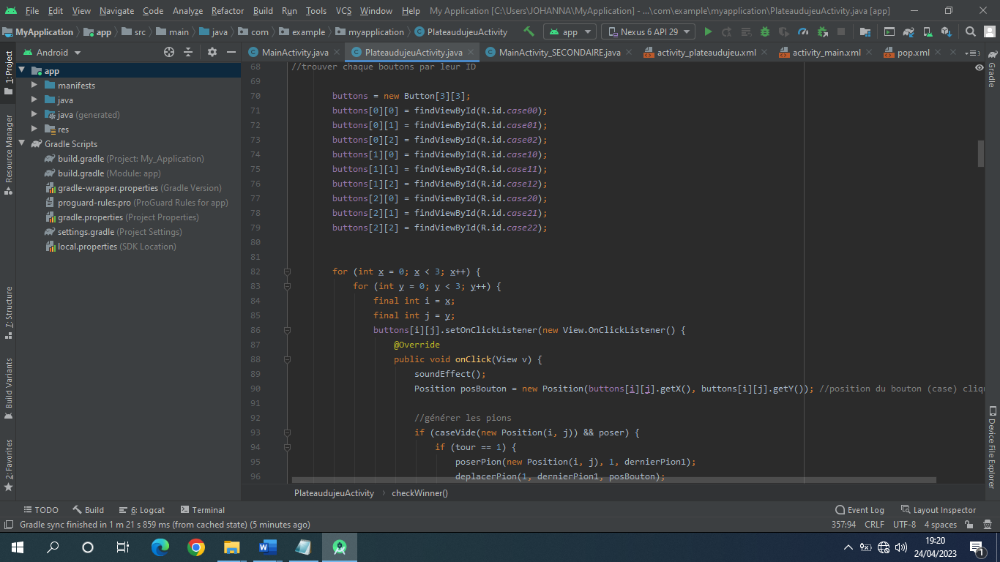 File Edit View Navigate Code Analyze Refactor Build Run Tools VCS Window Help My Application [C:\Users\JOHANNA\MyApplication] - ...\com\example\myapplication\PlateaudujeuActivity.java [app]
MyApplication app src main java com example myapplication PlateaudujeuActivity app Nexus 6 API 29
1: Project
Resource Manager
7: Structure
Build Variants
2: Favorites
Android
app
manifests
java
java (generated)
res
Gradle Scripts
build.gradle (Project: My_Application)
build.gradle (Module: app)
gradle-wrapper.properties (Gradle Version)
proguard-rules.pro (ProGuard Rules for app)
gradle.properties (Project Properties)
settings.gradle (Project Settings)
local.properties (SDK Location)
MainActivity.java PlateaudujeuActivity.java MainActivity_SECONDAIRE.java activity_plateaudujeu.xml activity_main.xml pop.xml 3
68 //trouver chaque boutons par leur ID
69
70 buttons = new Button[3][3];
71 buttons[0][0] = findViewById(R.id.case00);
72 buttons[0][1] = findViewById(R.id.case01);
73 buttons[0][2] = findViewById(R.id.case02);
74 buttons[1][0] = findViewById(R.id.case10);
75 buttons[1][1] = findViewById(R.id.case11);
76 buttons[1][2] = findViewById(R.id.case12);
77 buttons[2][0] = findViewById(R.id.case20);
78 buttons[2][1] = findViewById(R.id.case21);
79 buttons[2][2] = findViewById(R.id.case22);
80
81
82 for (int x = 0; x < 3; x++) {
83 for (int y = 0; y < 3; y++) {
84 final int i = x;
85 final int j = y;
86 buttons[i][j].setOnClickListener(new View.OnClickListener() {
87 @Override
88 public void onClick(View v) {
89 soundEffect();
90 Position posBouton = new Position(buttons[i][j].getX(), buttons[i][j].getY()); //position du bouton (case) cliqu
91
92 //générer les pions
93 if (caseVide(new Position(i, j)) && poser) {
94 if (tour == 1) {
95 poserPion(new Position(i, j), 1, dernierPion1);
96 deplacerPion(1, dernierPion1, posBouton);
Gradle
Device File Explorer
PlateaudujeuActivity checkWinner()
TODO Build 6: Logcat Terminal Event Log Layout Inspector
Gradle sync finished in 1 m 21 s 859 ms (from cached state) (5 minutes ago) 357:94 CRLF UTF-8 4 spaces
19:20
24/04/2023
1